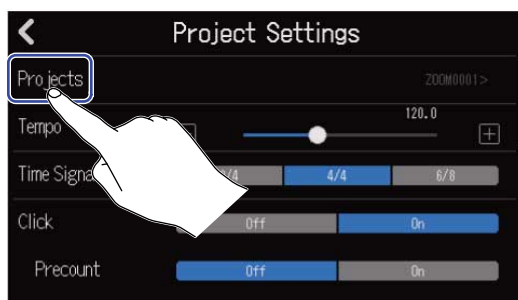 Project Settings
Projects ZOOM0001>
Tempo 120.0
Time Signa /4 4/4 6/8
Click Off On
Precount Off On